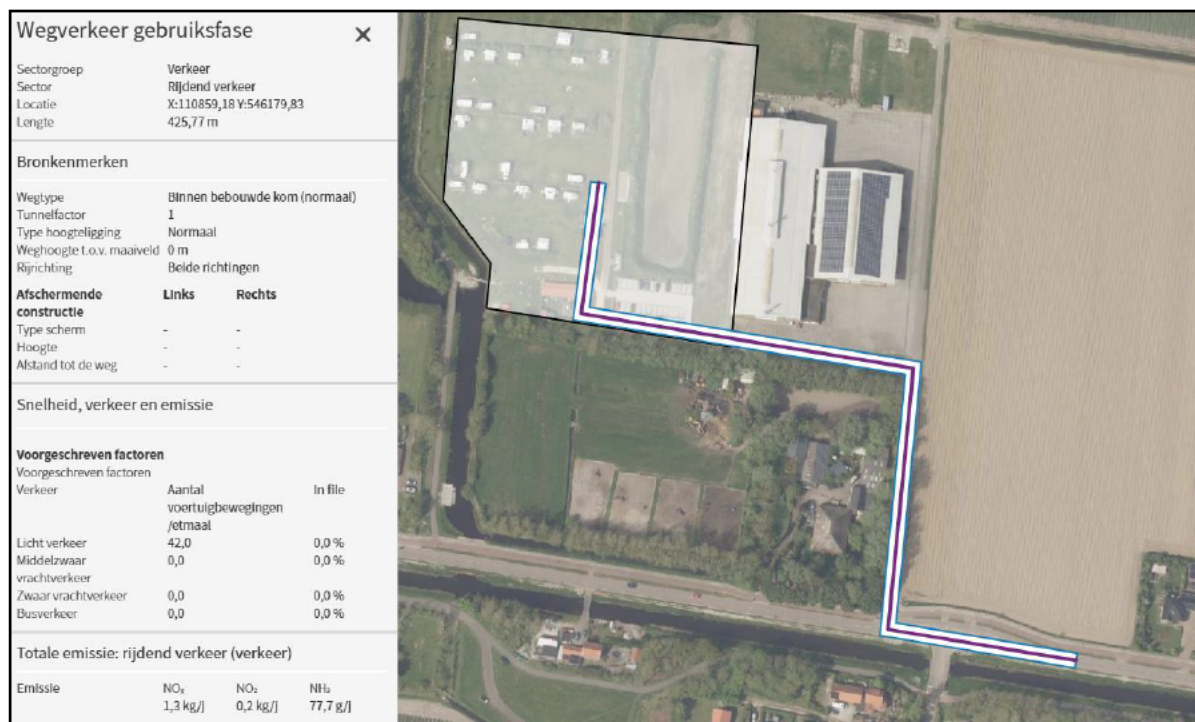 Wegverkeer gebruiksfase ×
Sectorgroep Verkeer
Sector Rijdend verkeer
Locatie X:110859,18 Y:546179,83
Lengte 425,77 m
Bronkenmerken
Wegtype Binnen bebouwde kom (normaal)
Tunnelfactor 1
Type hoogteligging Normaal
Weghoogte t.o.v. maaiveld 0 m
Rijrichting Beide richtingen
Afschermende Links Rechts
constructie
Type scherm - -
Hoogte - -
Afstand tot de weg - -
Snelheid, verkeer en emissie
Voorgeschreven factoren
Voorgeschreven factoren
Verkeer Aantal In file
voertuigbewegingen
/etmaal
Licht verkeer 42,0 0,0 %
Middelzwaar 0,0 0,0 %
vrachtverkeer
Zwaar vrachtverkeer 0,0 0,0 %
Busverkeer 0,0 0,0 %
Totale emissie: rijdend verkeer (verkeer)
Emissie NOₓ NO₂ NH₃
1,3 kg/j 0,2 kg/j 77,7 g/j